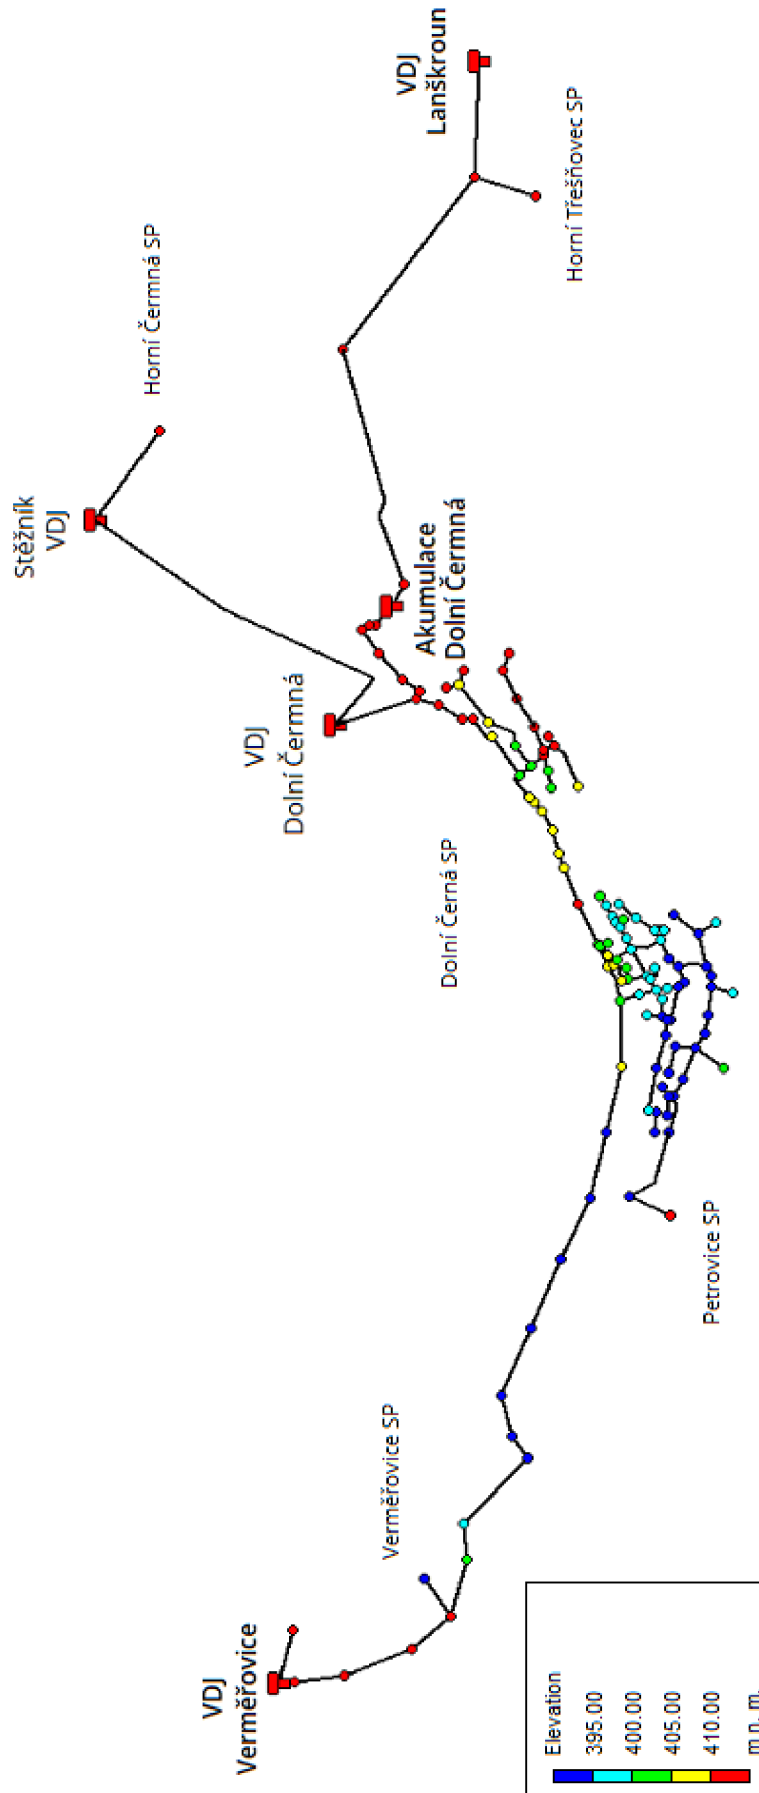 VDJ
Lanškroun
Horní Třešňovec SP
Horní Čermná SP
Stěžník
VDJ
Akumulace
Dolní Čermná
VDJ
Dolní Čermná
Dolní Černá SP
Petrovice SP
Verměřovice SP
VDJ
Verměřovice
Elevation
395.00
400.00
405.00
410.00
m n. m.